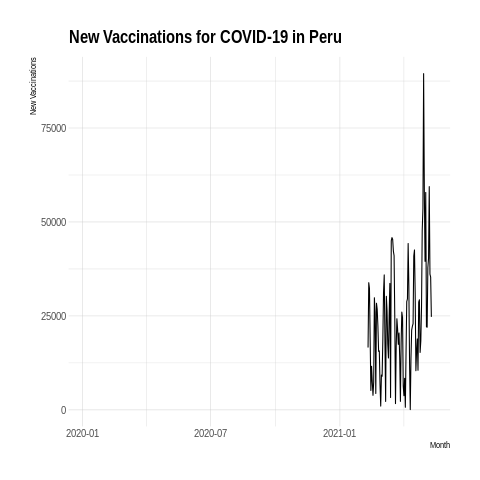 New Vaccinations for COVID-19 in Peru
New Vaccinations
75000
50000
25000
0
2020-01 2020-07 2021-01
Month